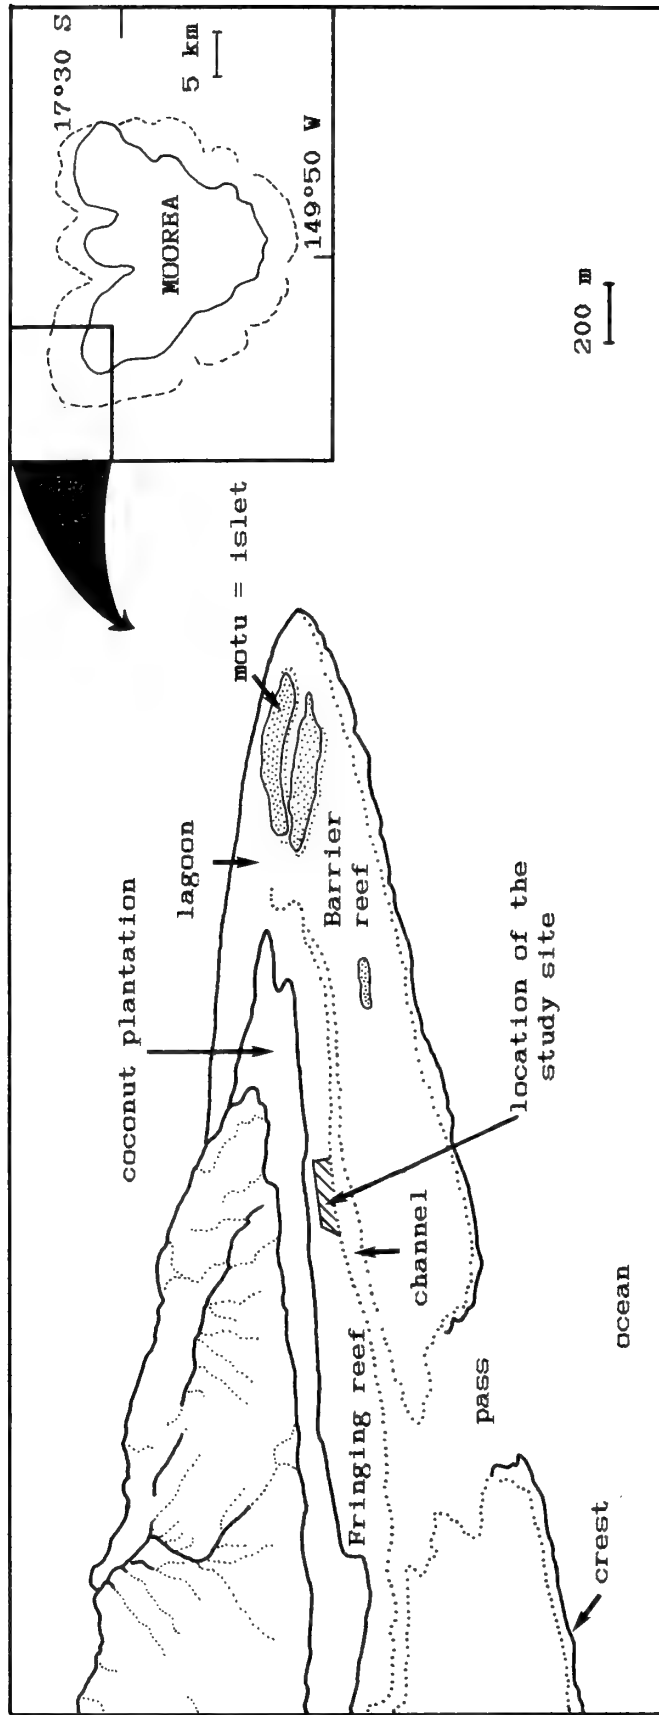 17°30 S
5 km
MOOREA
149°50 W
200 m
motu = islet
lagoon
coconut plantation
Barrier
reef
location of the
study site
channel
Fringing reef
pass
ocean
crest